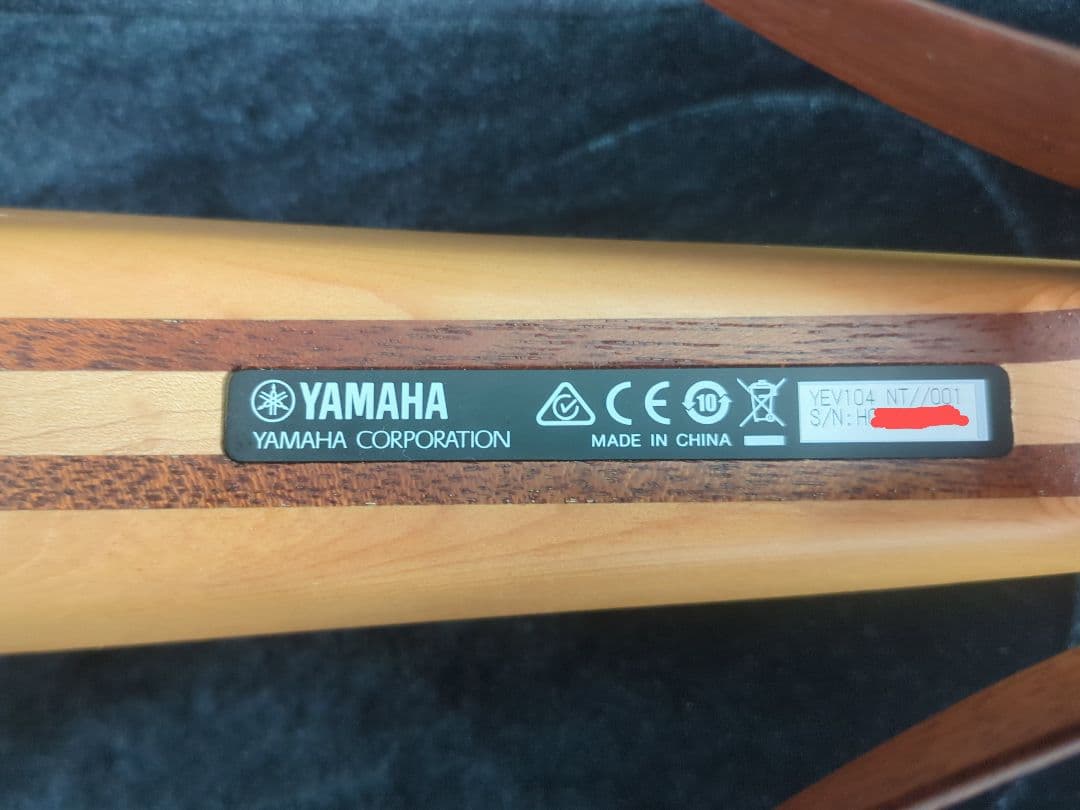 YAMAHA
YAMAHA CORPORATION
CE
10
MADE IN CHINA
YEV104 NT//001
S/N:H